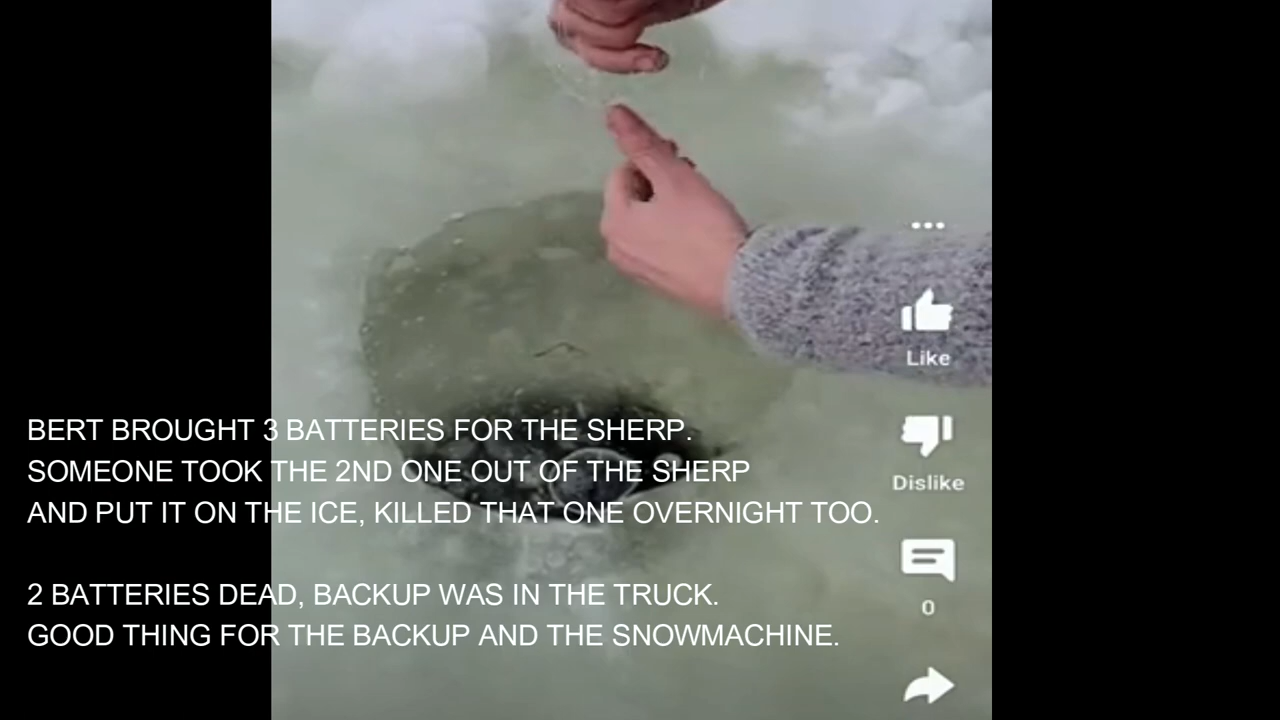 Like
BERT BROUGHT 3 BATTERIES FOR THE SHERP.
SOMEONE TOOK THE 2ND ONE OUT OF THE SHERP
AND PUT IT ON THE ICE, KILLED THAT ONE OVERNIGHT TOO.
Dislike
2 BATTERIES DEAD, BACKUP WAS IN THE TRUCK.
GOOD THING FOR THE BACKUP AND THE SNOWMACHINE.
0